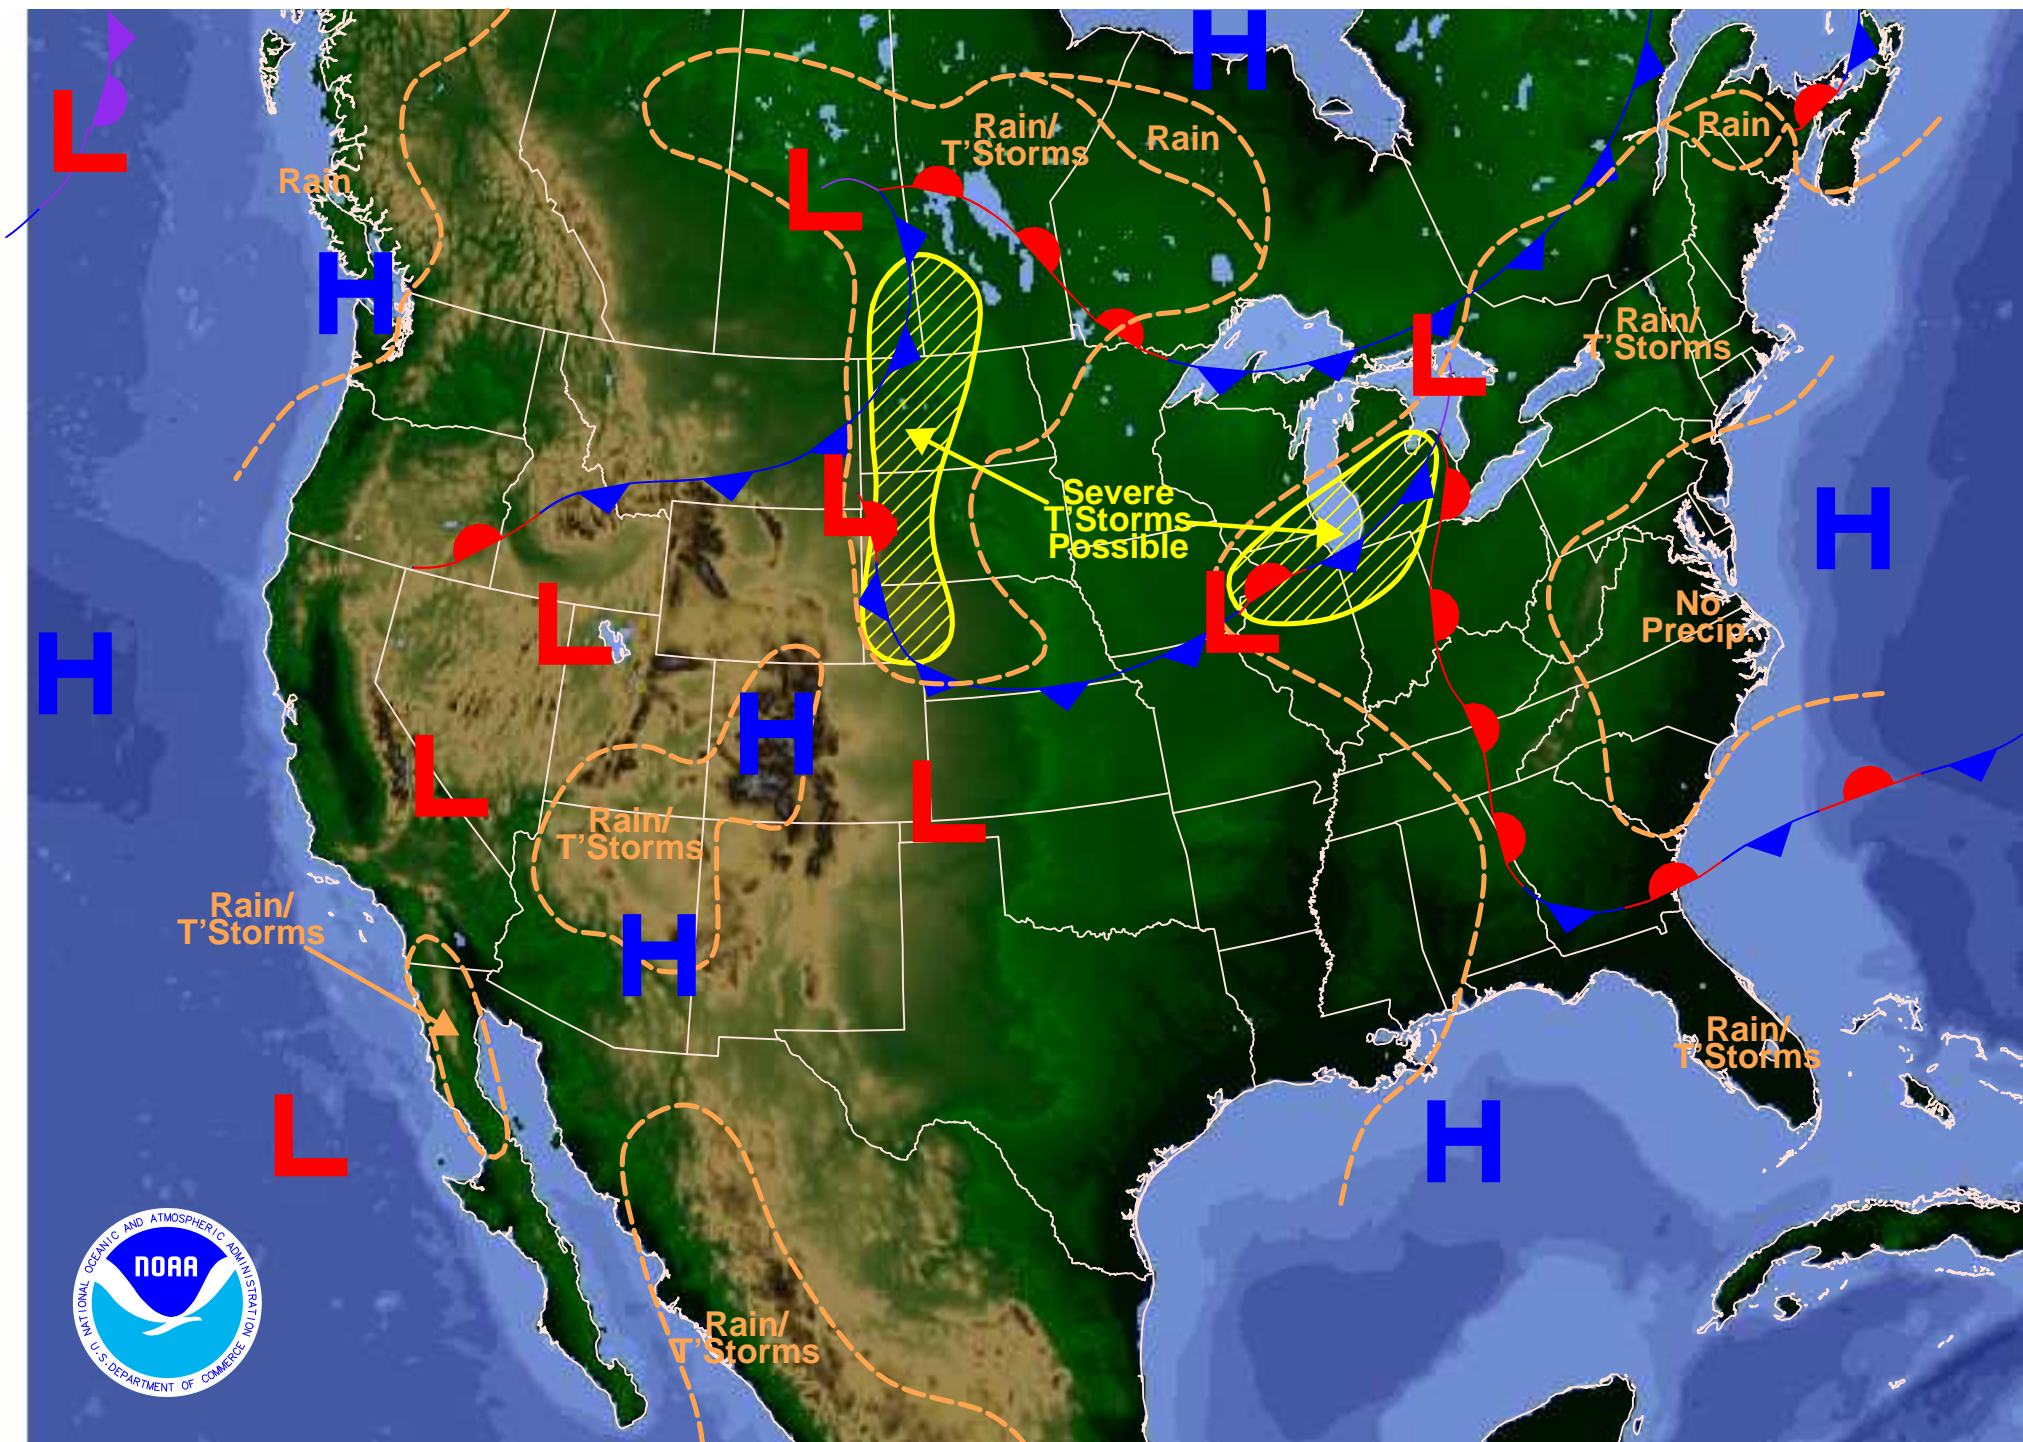 H
L
Rain/
T'Storms
Rain
Rain
Rain
L
H
Rain/
T'Storms
L
L
Severe
T'Storms
Possible
H
L
L
No
Precip.
H
H
L
L
Rain/
T'Storms
Rain/
T'Storms
H
Rain/
T'Storms
H
L
NATIONAL OCEANIC AND ATMOSPHERIC ADMINISTRATION
NOAA
U.S. DEPARTMENT OF COMMERCE
Rain/
T'Storms